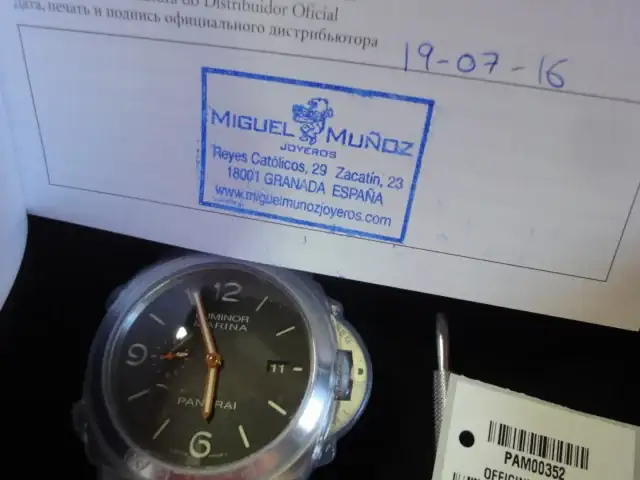 do Distribuidor Oficial
Дата, печать и подпись официального дистрибьютора
19-07-16
MIGUEL MUÑOZ
JOYEROS
Reyes Católicos, 29 Zacatín, 23
18001 GRANADA ESPAÑA
www.miguelmunozjoyeros.com
12
LUMINOR
MARINA
9
11
PANERAI
6
PAM00352